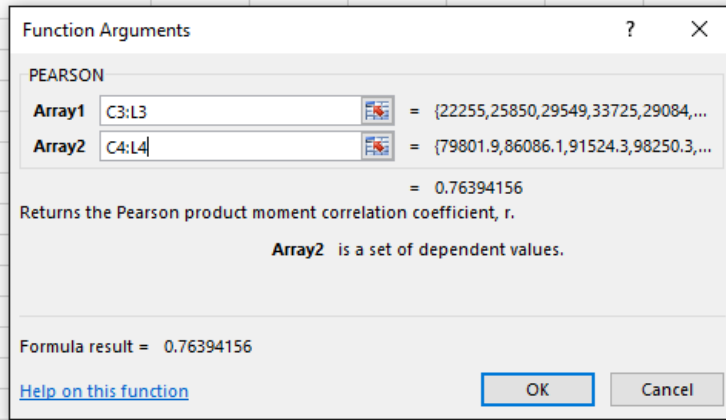 Function Arguments ? ×
PEARSON
Array1 C3:L3 = {22255,25850,29549,33725,29084,...
Array2 C4:L4 = {79801.9,86086.1,91524.3,98250.3,...
= 0.76394156
Returns the Pearson product moment correlation coefficient, r.
Array2 is a set of dependent values.
Formula result = 0.76394156
Help on this function OK Cancel